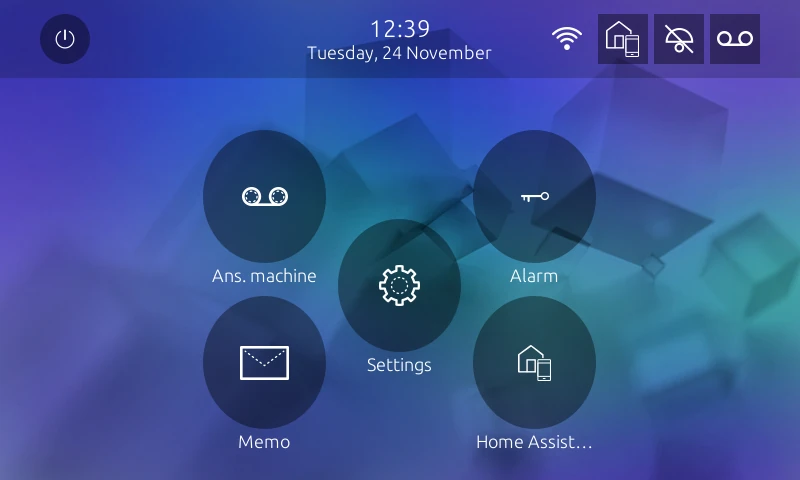 12:39
Tuesday, 24 November
Ans. machine
Alarm
Settings
Memo
Home Assist…